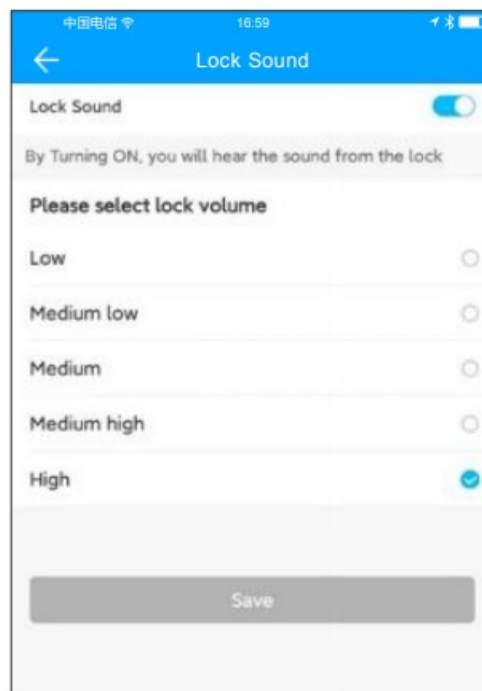 中国电信 16:59
Lock Sound
Lock Sound
By Turning ON, you will hear the sound from the lock
Please select lock volume
Low
Medium low
Medium
Medium high
High
Save